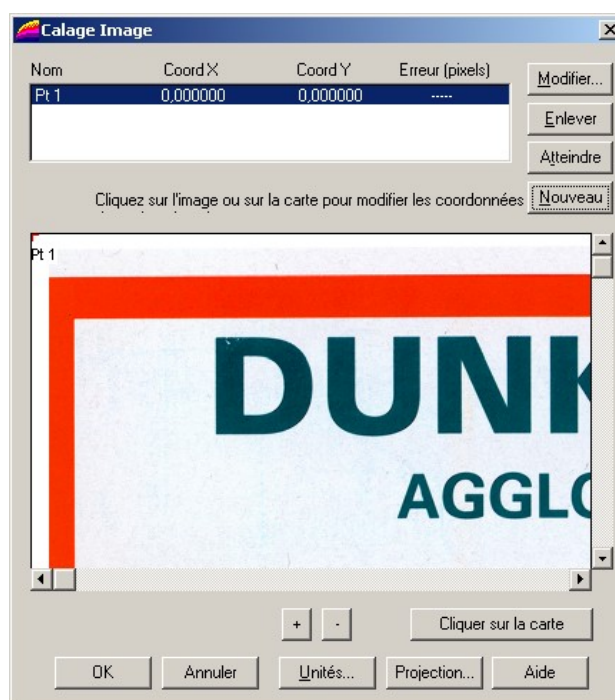 Calage Image
Nom Coord X Coord Y Erreur (pixels)
Pt 1 0,000000 0,000000 -----
Modifier...
Enlever
Atteindre
Nouveau
Cliquez sur l'image ou sur la carte pour modifier les coordonnées
Pt 1
DUNK
AGGLO
+ -
Cliquer sur la carte
OK Annuler Unités... Projection... Aide